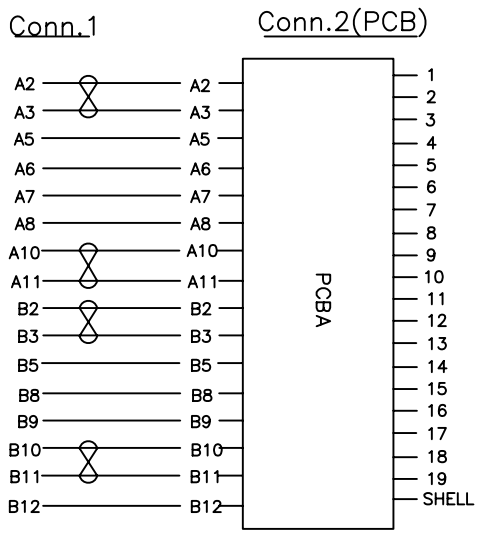 Conn.1 Conn.2(PCB)
A2 A2 1
A3 A3 2
A5 A5 3
A6 A6 4
A7 A7 5
A8 A8 6
A10 A10 7
A11 A11 8
B2 B2 9
B3 B3 10
B5 B5 11
B8 B8 12
B9 B9 13
B10 B10 14
B11 B11 15
B12 B12 16
17
18
19
SHELL
PCBA